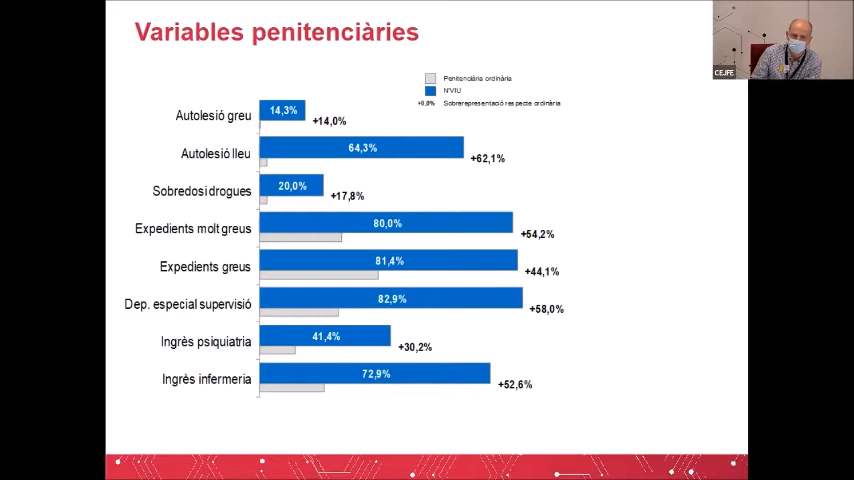 Variables penitenciàries
CEJFE
Penitenciària ordinària
N'VIU
+0,0% Sobrerepresentació respecte ordinària
Autolesió greu 14,3% +14,0%
Autolesió lleu 64,3% +62,1%
Sobredosi drogues 20,0% +17,8%
Expedients molt greus 80,0% +54,2%
Expedients greus 81,4% +44,1%
Dep. especial supervisió 82,9% +58,0%
Ingrès psiquiatria 41,4% +30,2%
Ingrès infermeria 72,9% +52,6%